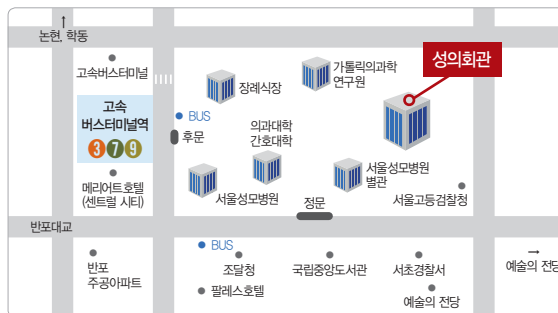 ↑
논현, 학동
고속버스터미널
고속
버스터미널역
3 7 9
메리어트호텔
(센트럴 시티)
BUS
후문
장례식장
가톨릭의과학
연구원
성의회관
의과대학
간호대학
서울성모병원
서울성모병원
별관
서울고등검찰청
정문
반포대교
반포
주공아파트
BUS
조달청
팔레스호텔
국립중앙도서관
서초경찰서
예술의 전당
→
예술의 전당